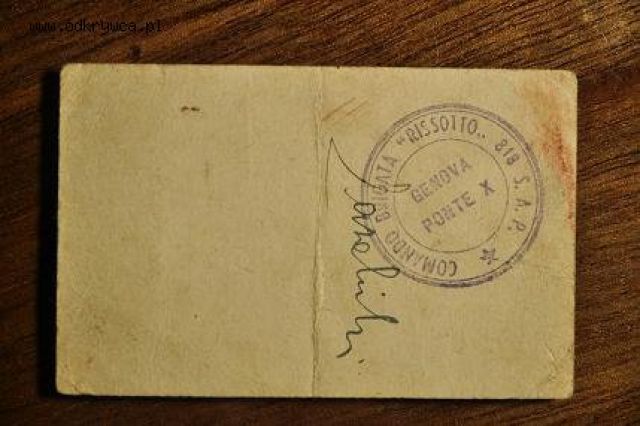 www.odkrywca.pl
COMANDO BRIGATA "RISSOTTO" 818 S.A.P.
GENOVA
PONTE X